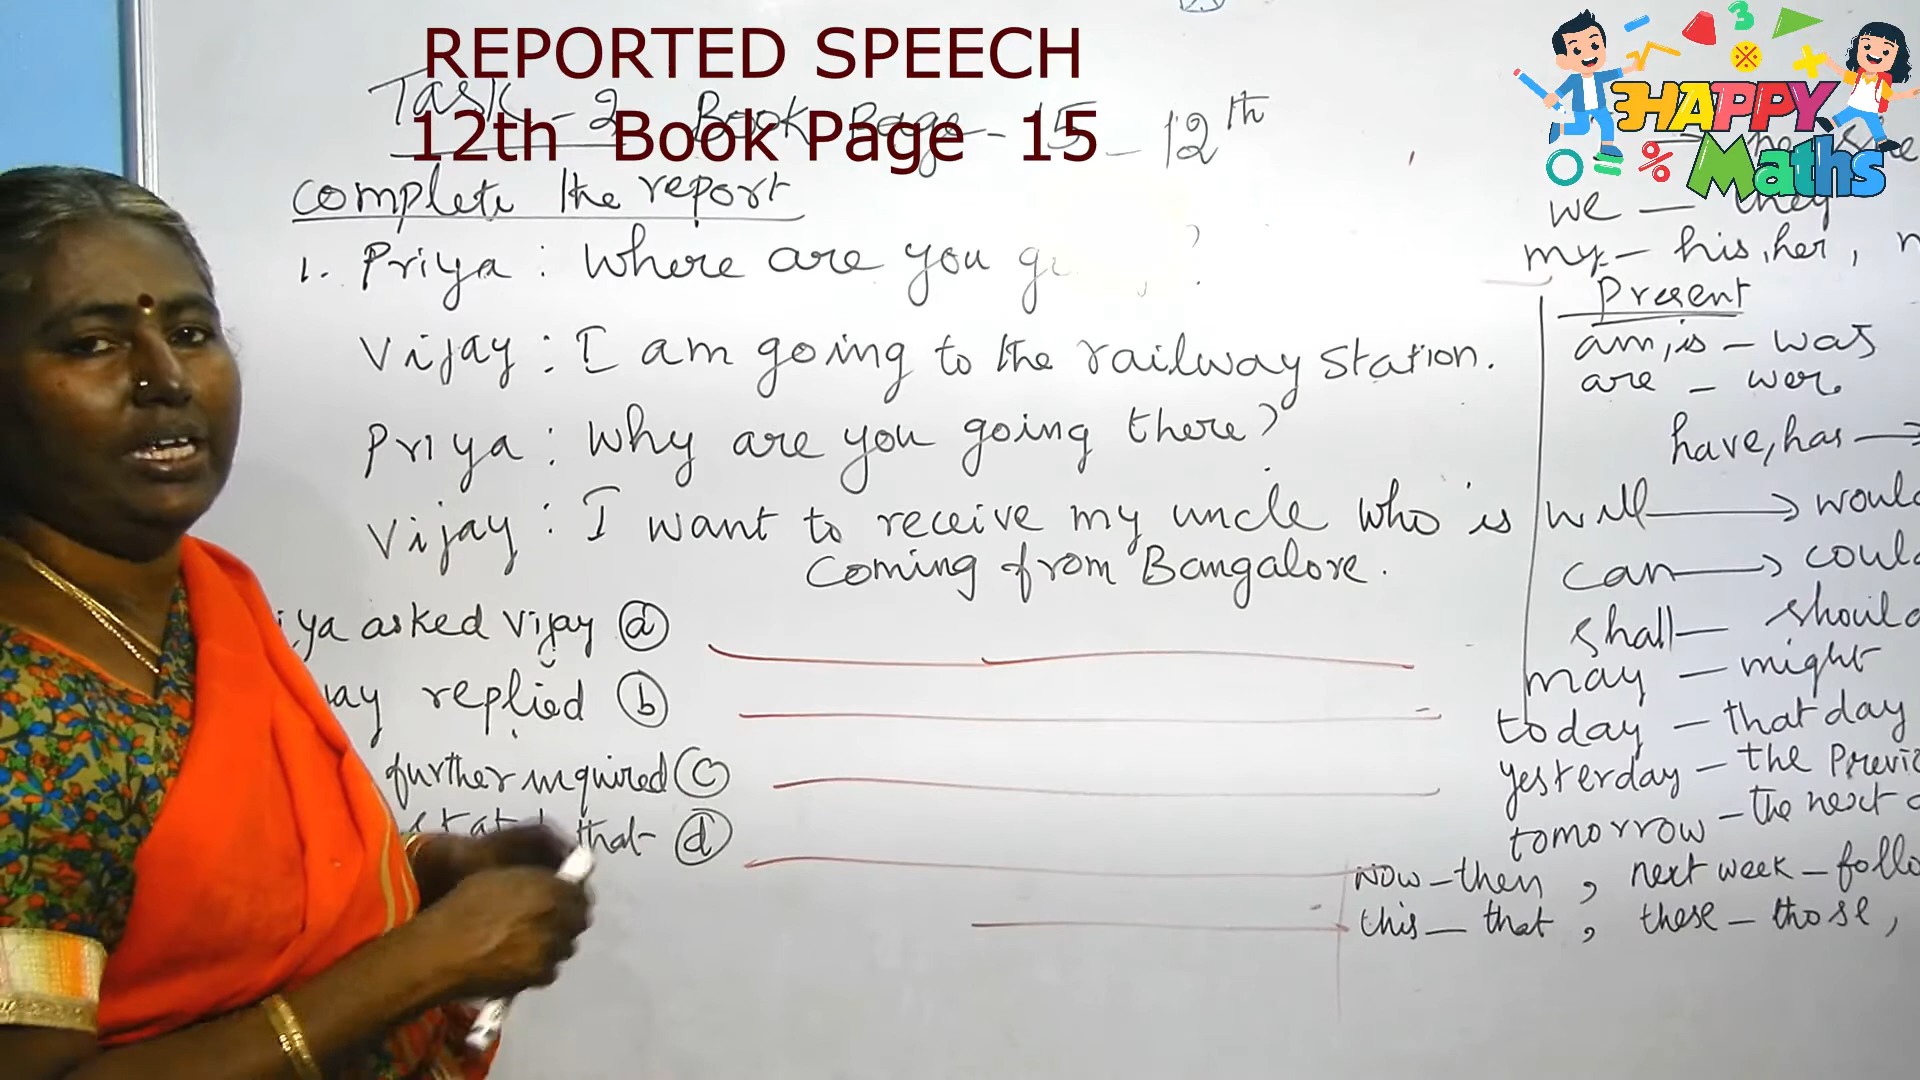 REPORTED SPEECH
Task - 2 Book Page - 15 - 12th
12th Book Page 15
3
HAPPY
Maths
complete the report
we — they
my - his, her,
1. Priya : Where are you ?
Present
Vijay : I am going to the railway station.
am, is - was
are - were
Priya : Why are you going there?
have, has →
Vijay : I want to receive my uncle who is
coming from Bangalore.
will →
can →
shall —
may - might
today - that day
yesterday - the
tomorrow - the next
now - then , next week -
this - that , these - those,
asked Vijay (a)
replied (b)
further inquired (c)
that (d)